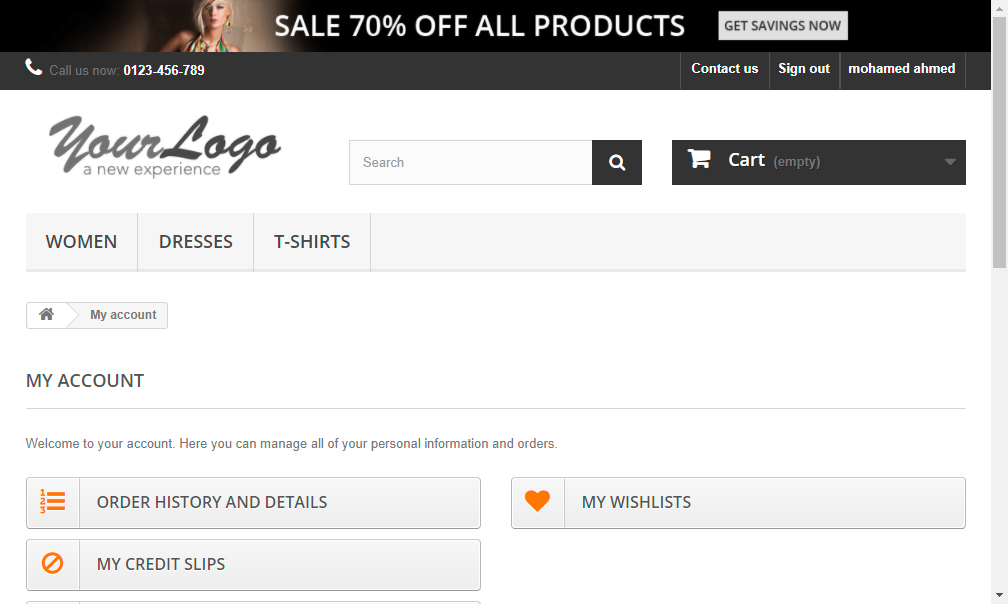 SALE 70% OFF ALL PRODUCTS
GET SAVINGS NOW
Call us now: 0123-456-789
Contact us
Sign out
mohamed ahmed
YourLogo
a new experience
Search
Cart (empty)
WOMEN
DRESSES
T-SHIRTS
My account
MY ACCOUNT
Welcome to your account. Here you can manage all of your personal information and orders.
ORDER HISTORY AND DETAILS
MY WISHLISTS
MY CREDIT SLIPS